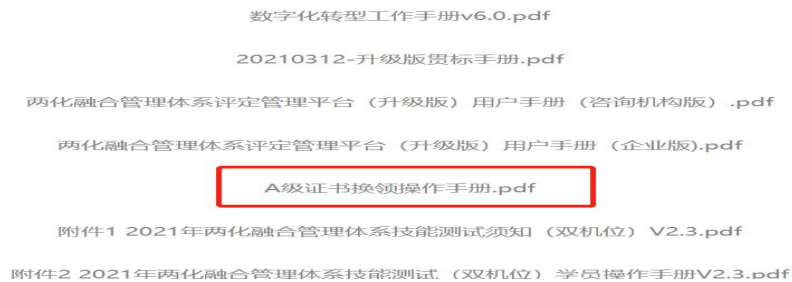 数字化转型工作手册v6.0.pdf
20210312-升级版贯标手册.pdf
两化融合管理体系评定管理平台（升级版）用户手册（咨询机构版）.pdf
两化融合管理体系评定管理平台（升级版）用户手册（企业版).pdf
A级证书换领操作手册.pdf
附件1 2021年两化融合管理体系技能测试须知（双机位）V2.3.pdf
附件2 2021年两化融合管理体系技能测试（双机位）学员操作手册V2.3.pdf